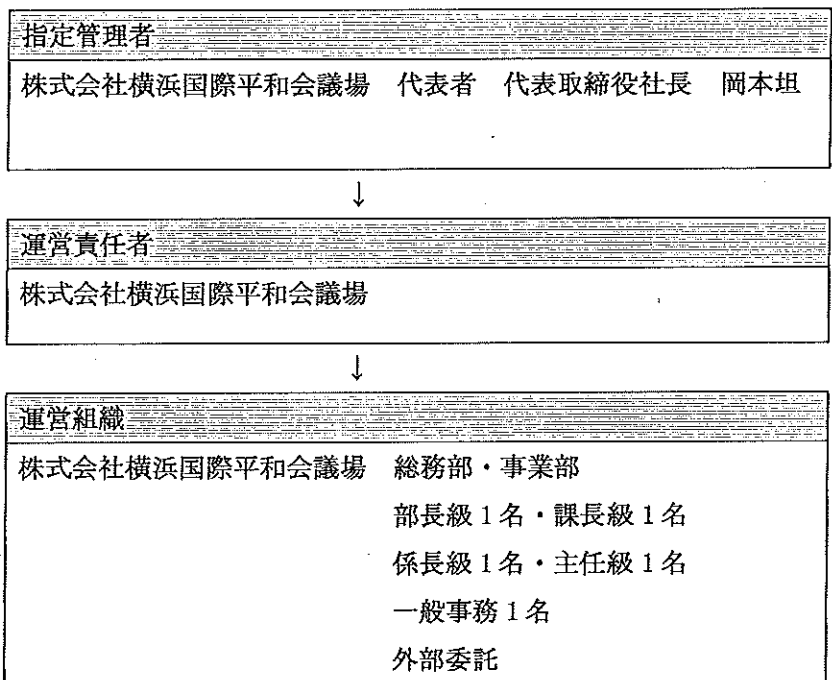 指定管理者
株式会社横浜国際平和会議場 代表者 代表取締役社長 岡本坦
↓
運営責任者
株式会社横浜国際平和会議場
↓
運営組織
株式会社横浜国際平和会議場 総務部・事業部
部長級1名・課長級1名
係長級1名・主任級1名
一般事務1名
外部委託